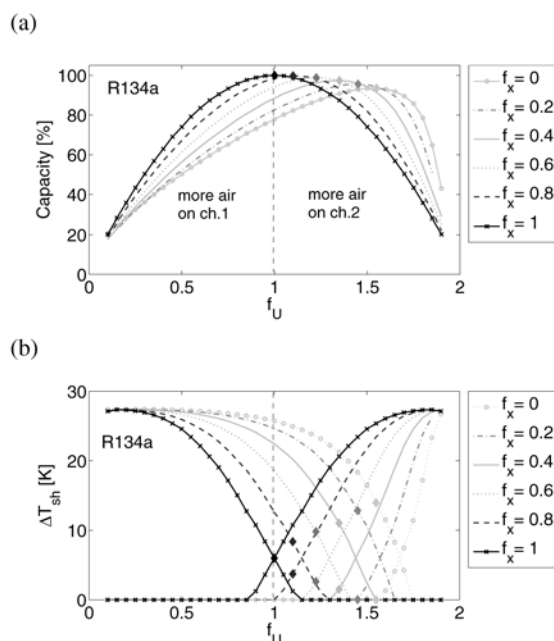 (a)
R134a
Capacity [%]
100
80
60
40
20
0
more air
on ch.1
more air
on ch.2
0
0.5
1
1.5
2
f_U
f_x = 0
f_x = 0.2
f_x = 0.4
f_x = 0.6
f_x = 0.8
f_x = 1
(b)
R134a
ΔT_sh [K]
30
20
10
0
0
0.5
1
1.5
2
f_U
f_x = 0
f_x = 0.2
f_x = 0.4
f_x = 0.6
f_x = 0.8
f_x = 1